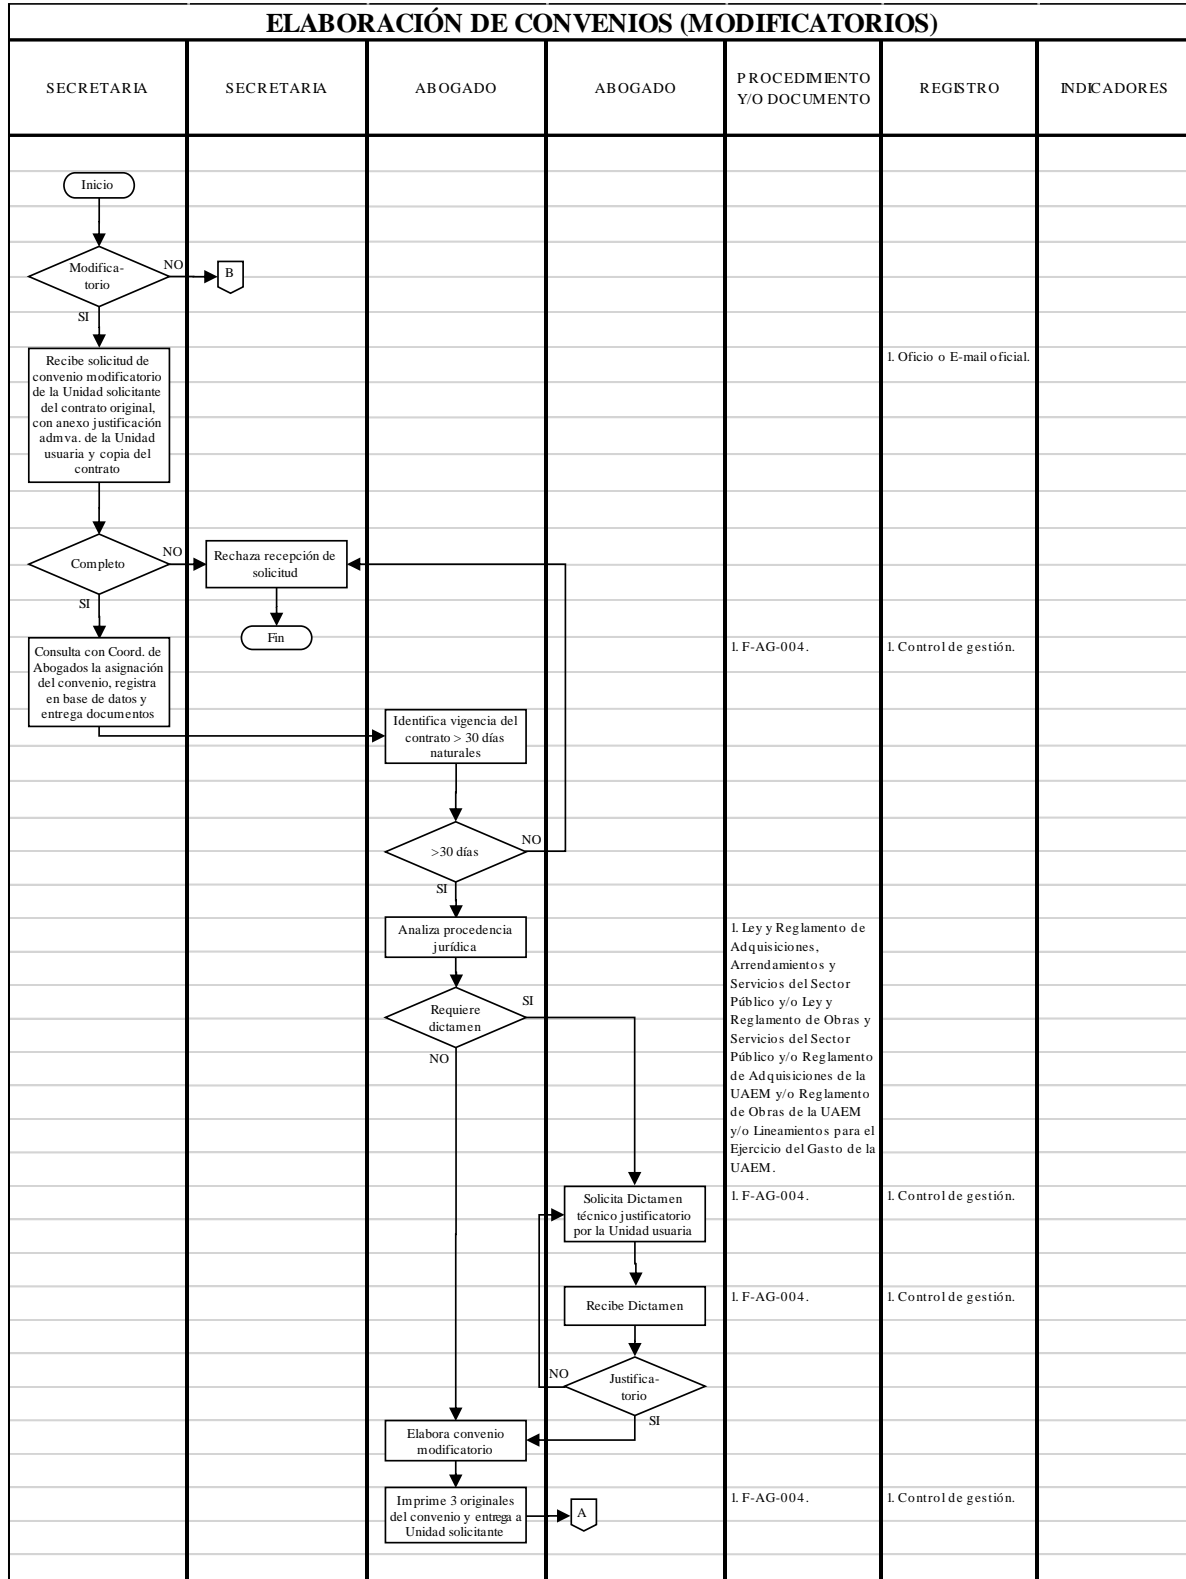 ELABORACIÓN DE CONVENIOS (MODIFICATORIOS)
SECRETARIA
SECRETARIA
ABOGADO
ABOGADO
PROCEDIMIENTO
Y/O DOCUMENTO
REGISTRO
INDICADORES
Inicio
Modifica-
torio
NO
B
SI
Recibe solicitud de
convenio modificatorio
de la Unidad solicitante
del contrato original,
con anexo justificación
admva. de la Unidad
usuaria y copia del
contrato
1. Oficio o E-mail oficial.
Completo
NO
Rechaza recepción de
solicitud
SI
Fin
Consulta con Coord. de
Abogados la asignación
del convenio, registra
en base de datos y
entrega documentos
1. F-AG-004.
1. Control de gestión.
Identifica vigencia del
contrato > 30 días
naturales
>30 días
NO
SI
Analiza procedencia
jurídica
1. Ley y Reglamento de
Adquisiciones,
Arrendamientos y
Servicios del Sector
Público y/o Ley y
Reglamento de Obras y
Servicios del Sector
Público y/o Reglamento
de Adquisiciones de la
UAEM y/o Reglamento
de Obras de la UAEM
y/o Lineamientos para el
Ejercicio del Gasto de la
UAEM.
Requiere
dictamen
SI
NO
Solicita Dictamen
técnico justificatorio
por la Unidad usuaria
1. F-AG-004.
1. Control de gestión.
Recibe Dictamen
1. F-AG-004.
1. Control de gestión.
Justifica-
torio
NO
SI
Elabora convenio
modificatorio
Imprime 3 originales
del convenio y entrega a
Unidad solicitante
A
1. F-AG-004.
1. Control de gestión.